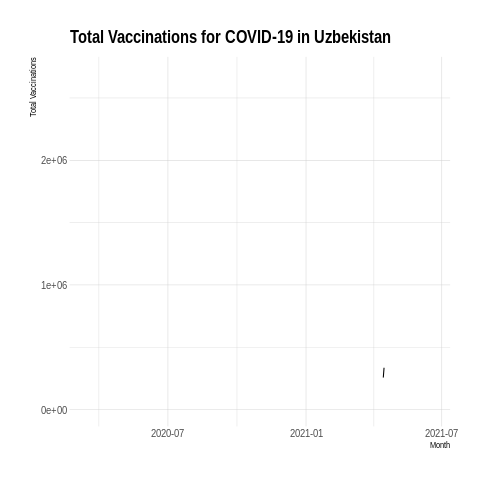 Total Vaccinations for COVID-19 in Uzbekistan
Total Vaccinations
2e+06
1e+06
0e+00
2020-07 2021-01 2021-07
Month